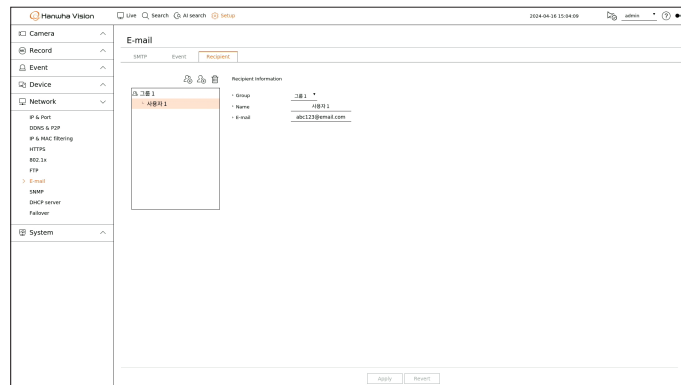 Hanwha Vision
Live Search AI search Setup
2024-04-16 15:04:09
admin
Camera
Record
Event
Device
Network
IP & Port
DDNS & P2P
IP & MAC filtering
HTTPS
802.1x
FTP
E-mail
SNMP
DHCP server
Failover
System
E-mail
SMTP Event Recipient
그룹 1
사용자 1
Recipient Information
Group 그룹 1
Name 사용자 1
E-mail abc123@email.com
Apply Revert